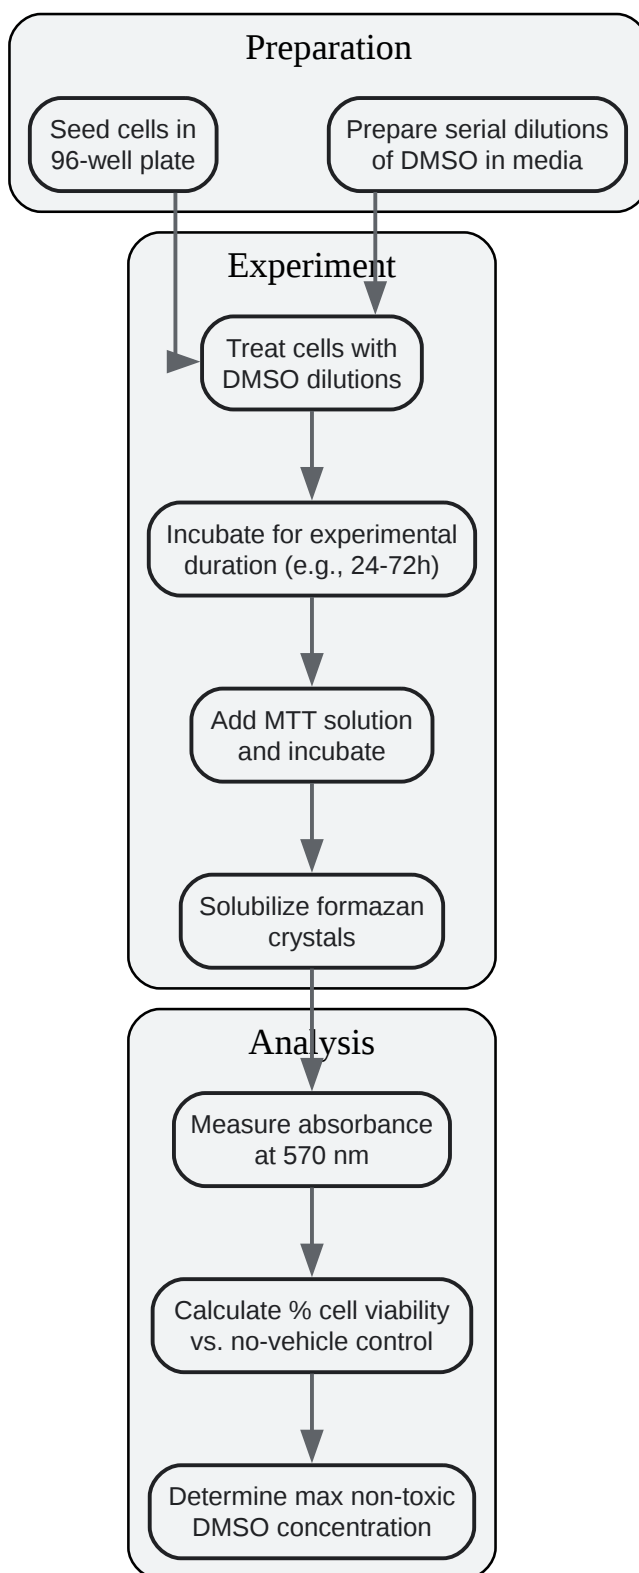 Preparation
Seed cells in
96-well plate
Prepare serial dilutions
of DMSO in media
Experiment
Treat cells with
DMSO dilutions
Incubate for experimental
duration (e.g., 24-72h)
Add MTT solution
and incubate
Solubilize formazan
crystals
Analysis
Measure absorbance
at 570 nm
Calculate % cell viability
vs. no-vehicle control
Determine max non-toxic
DMSO concentration